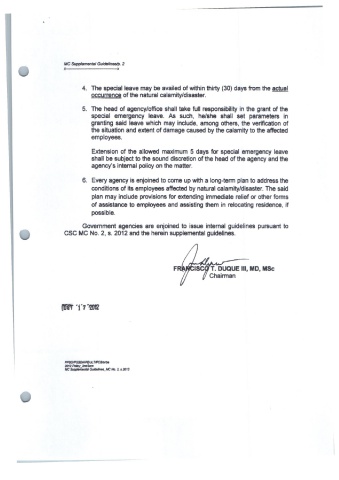 MC Supplemental Guidelines/p. 2
4. The special leave may be availed of within thirty (30) days from the actual
occurrence of the natural calamity/disaster.
5. The head of agency/office shall take full responsibility in the grant of the
special emergency leave. As such, he/she shall set parameters in
granting said leave which may include, among others, the verification of
the situation and extent of damage caused by the calamity to the affected
employees.
Extension of the allowed maximum 5 days for special emergency leave
shall be subject to the sound discretion of the head of the agency and the
agency's internal policy on the matter.
6. Every agency is enjoined to come up with a long-term plan to address the
conditions of its employees affected by natural calamity/disaster. The said
plan may include provisions for extending immediate relief or other forms
of assistance to employees and assisting them in relocating residence, if
possible.
Government agencies are enjoined to issue internal guidelines pursuant to
CSC MC No. 2, s. 2012 and the herein supplemental guidelines.
FRANCISCO T. DUQUE III, MD, MSc
Chairman
2012
MC Supplemental Guidelines_MC No. 2, s.2012